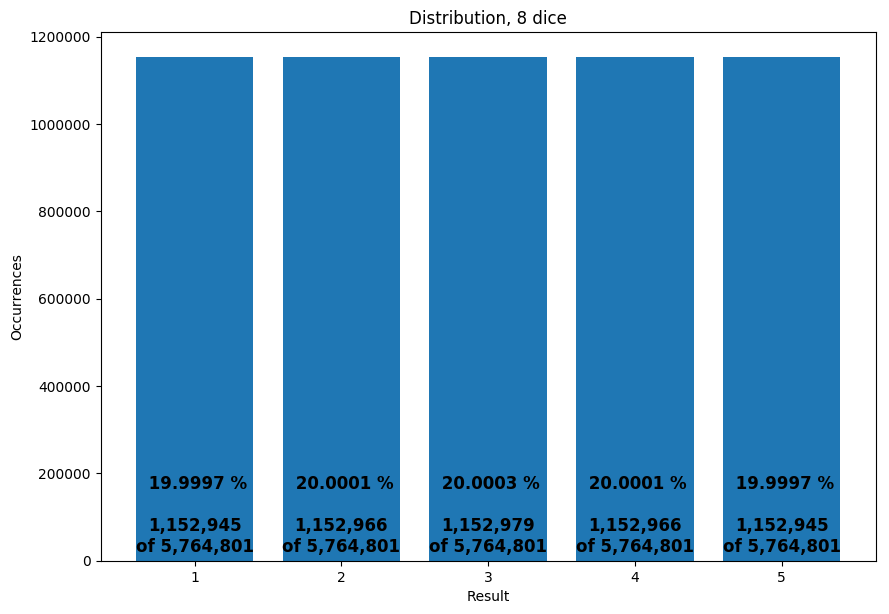 Distribution, 8 dice
1200000
1000000
800000
600000
400000
200000
0
Occurrences
19.9997 %
20.0001 %
20.0003 %
20.0001 %
19.9997 %
1,152,945
of 5,764,801
1,152,966
of 5,764,801
1,152,979
of 5,764,801
1,152,966
of 5,764,801
1,152,945
of 5,764,801
1
2
3
4
5
Result